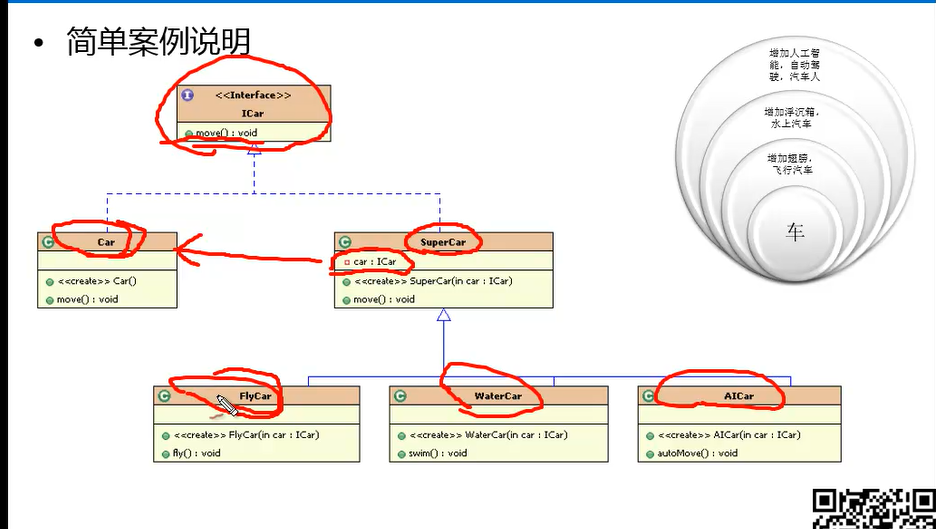 • 简单案例说明
<<Interface>>
ICar
move() : void
Car
<<create>> Car()
move() : void
SuperCar
car : ICar
<<create>> SuperCar(in car : ICar)
move() : void
FlyCar
<<create>> FlyCar(in car : ICar)
fly() : void
WaterCar
<<create>> WaterCar(in car : ICar)
swim() : void
AICar
<<create>> AICar(in car : ICar)
autoMove() : void
增加人工智
能，自动驾
驶，汽车人
增加浮沉箱，
水上汽车
增加翅膀，
飞行汽车
车